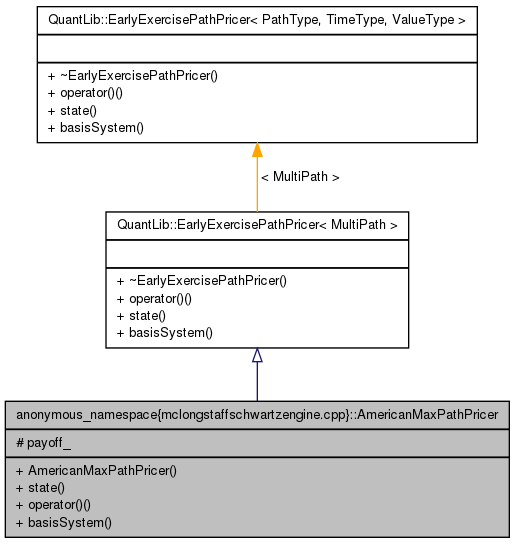 QuantLib::EarlyExercisePathPricer< PathType, TimeType, ValueType >
+ ~EarlyExercisePathPricer()
+ operator()()
+ state()
+ basisSystem()
< MultiPath >
QuantLib::EarlyExercisePathPricer< MultiPath >
+ ~EarlyExercisePathPricer()
+ operator()()
+ state()
+ basisSystem()
anonymous_namespace{mclongstaffschwartzengine.cpp}::AmericanMaxPathPricer
# payoff_
+ AmericanMaxPathPricer()
+ state()
+ operator()()
+ basisSystem()